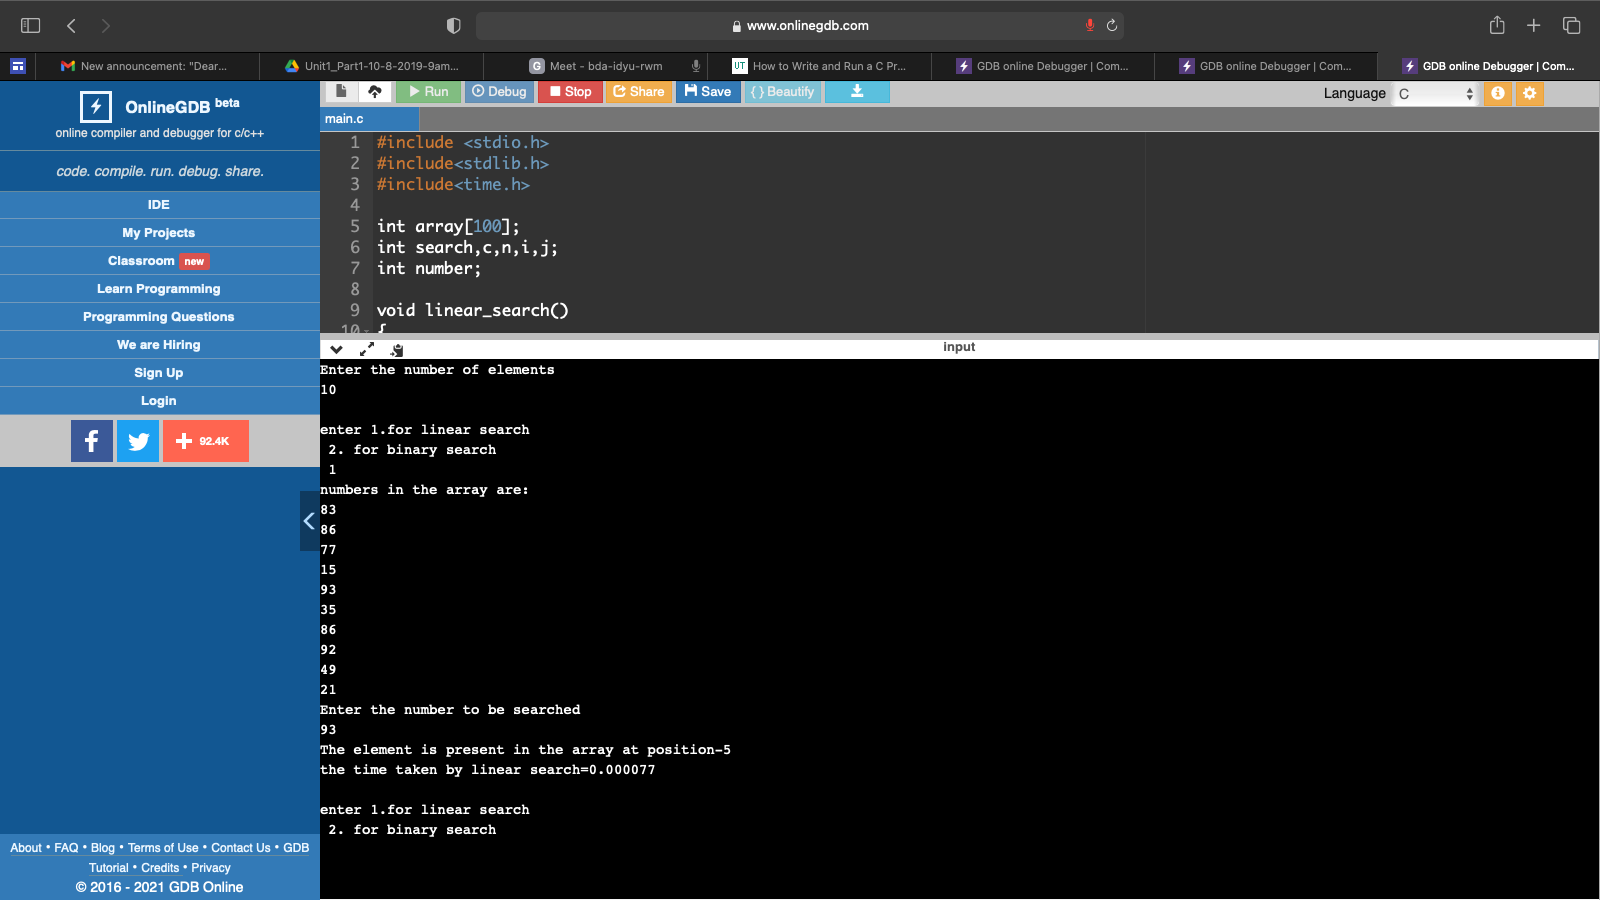 www.onlinegdb.com
New announcement: "Dear...
Unit1_Part1-10-8-2019-9am...
G Meet - bda-idyu-rwm
UT How to Write and Run a C Pr...
GDB online Debugger | Com...
GDB online Debugger | Com...
GDB online Debugger | Com...
OnlineGDB beta
online compiler and debugger for c/c++
code. compile. run. debug. share.
IDE
My Projects
Classroom new
Learn Programming
Programming Questions
We are Hiring
Sign Up
Login
f
+ 92.4K
About • FAQ • Blog • Terms of Use • Contact Us • GDB
Tutorial • Credits • Privacy
© 2016 - 2021 GDB Online
Run Debug Stop Share Save {} Beautify
Language C
main.c
1 #include <stdio.h>
2 #include<stdlib.h>
3 #include<time.h>
4
5 int array[100];
6 int search,c,n,i,j;
7 int number;
8
9 void linear_search()
10 {
input
Enter the number of elements
10
enter 1.for linear search
2. for binary search
1
numbers in the array are:
83
86
77
15
93
35
86
92
49
21
Enter the number to be searched
93
The element is present in the array at position-5
the time taken by linear search=0.000077
enter 1.for linear search
2. for binary search